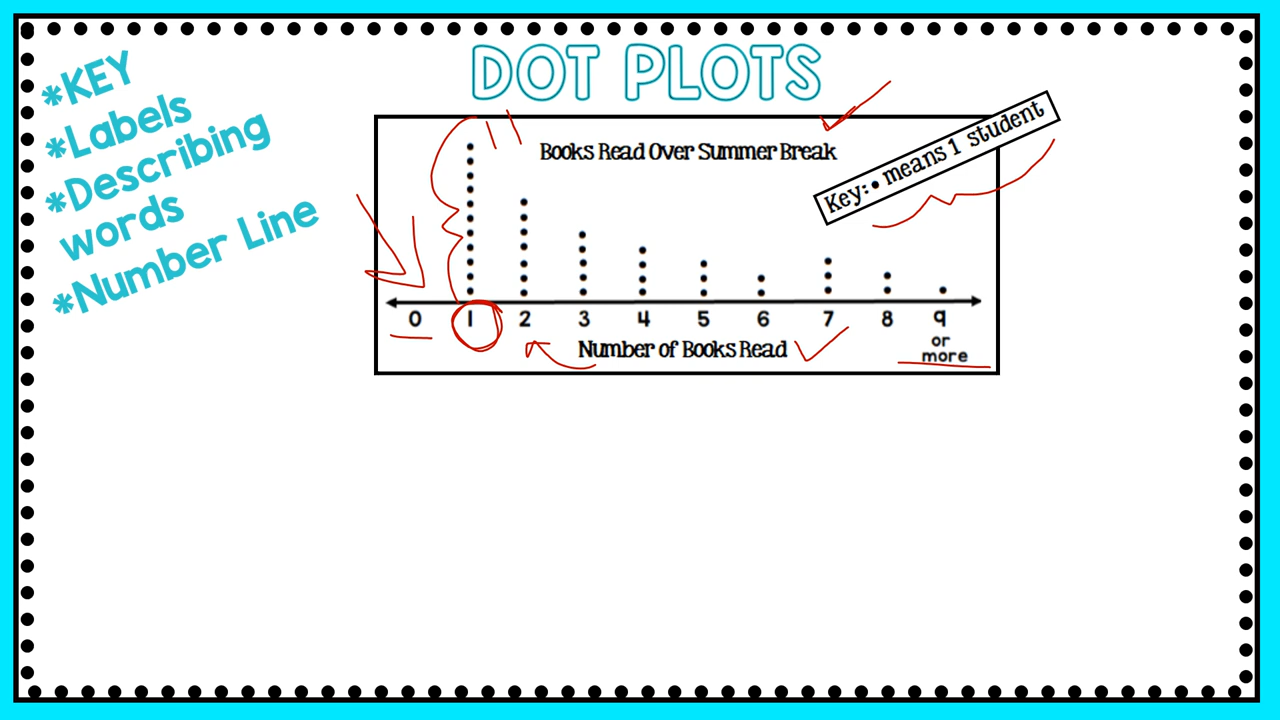 DOT PLOTS
*KEY
*Labels
*Describing
words
*Number Line
Books Read Over Summer Break
Key: • means 1 student
0 1 2 3 4 5 6 7 8 9
or
more
Number of Books Read
11